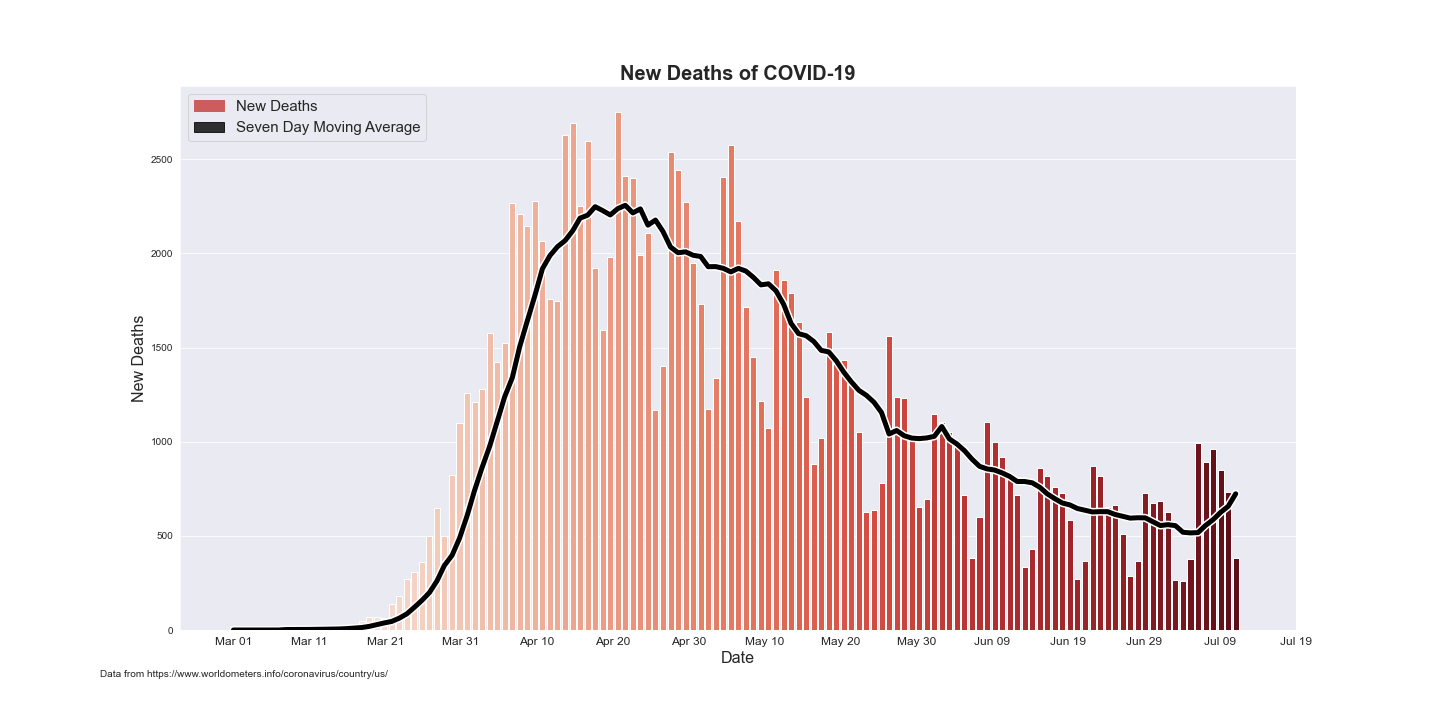 New Deaths of COVID-19
New Deaths
Seven Day Moving Average
2500
2000
1500
1000
500
0
New Deaths
Mar 01 Mar 11 Mar 21 Mar 31 Apr 10 Apr 20 Apr 30 May 10 May 20 May 30 Jun 09 Jun 19 Jun 29 Jul 09 Jul 19
Date
Data from https://www.worldometers.info/coronavirus/country/us/